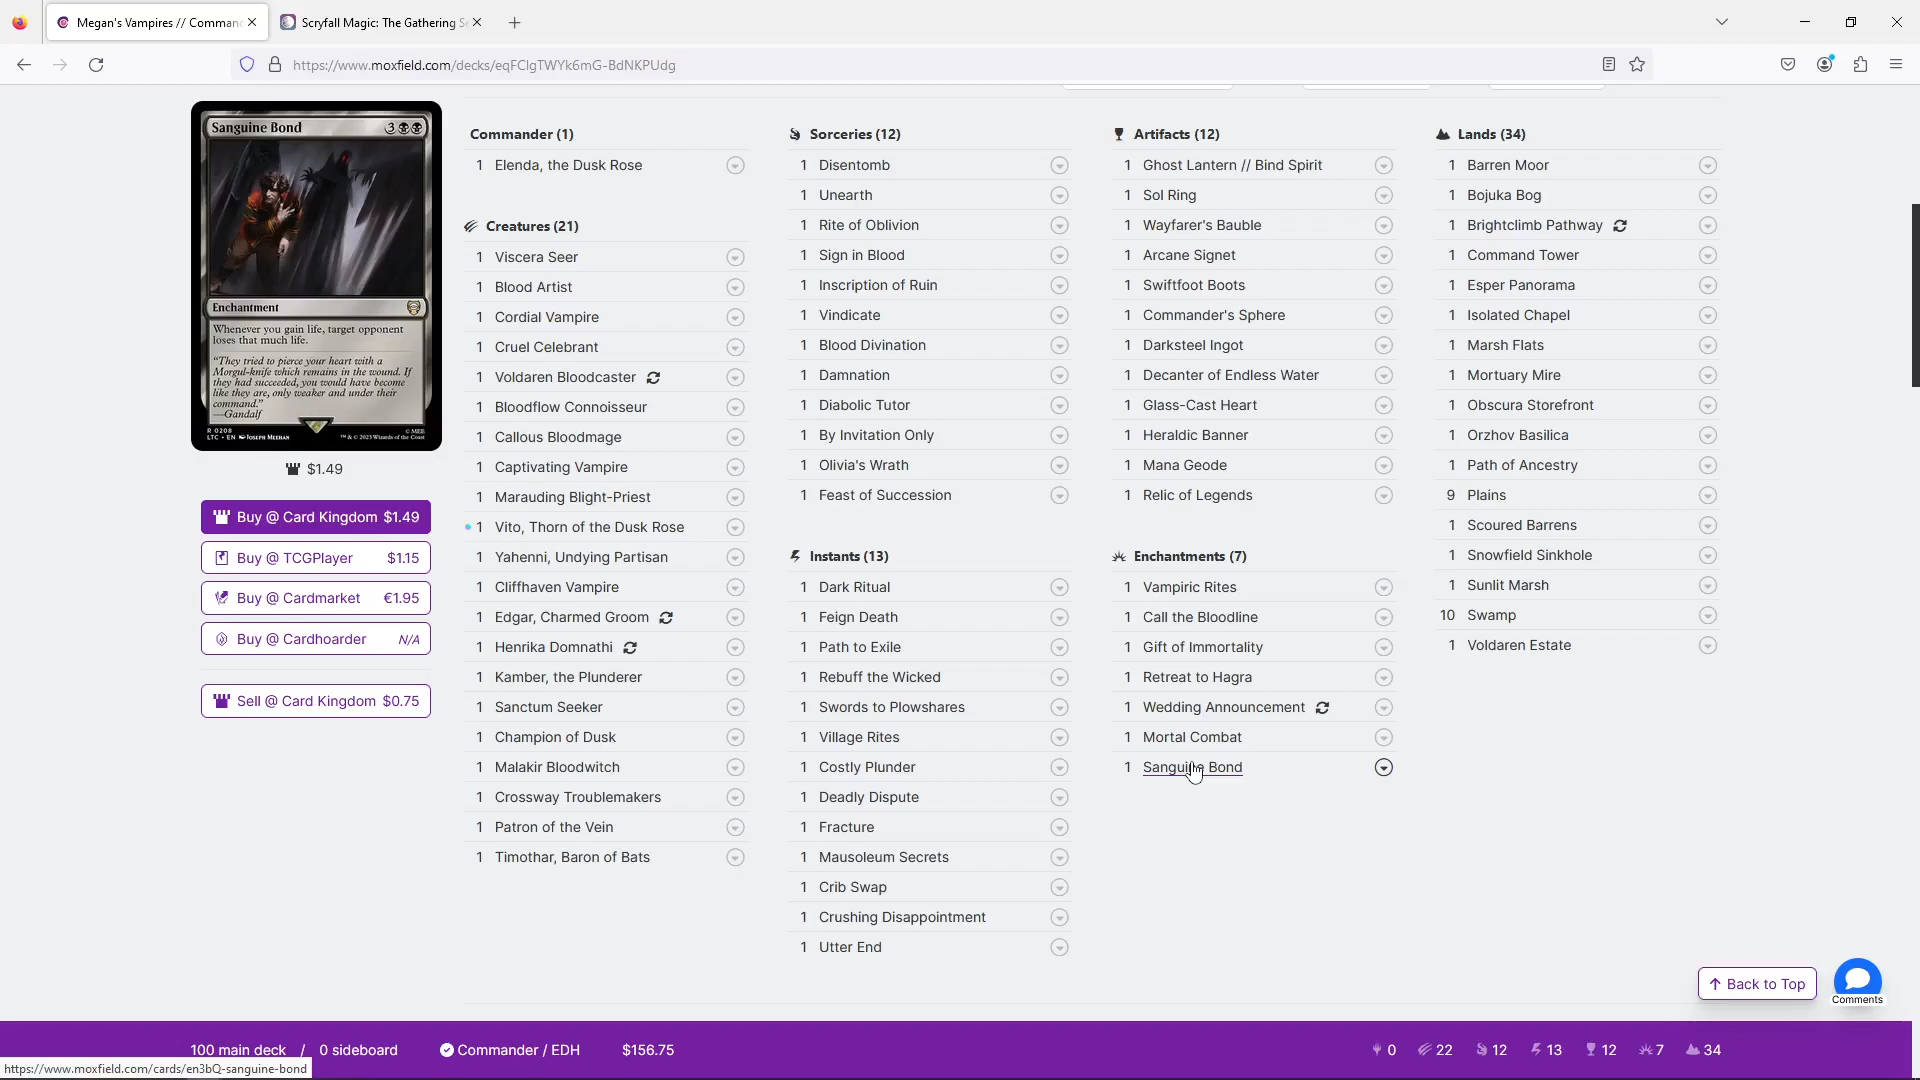 Megan's Vampires // Comman
Scryfall Magic: The Gathering S
https://www.moxfield.com/decks/eqFClgTWYk6mG-BdNKPUdg
Sanguine Bond
3
Enchantment
Whenever you gain life, target opponent
loses that much life.
"They tried to pierce your heart with a
Morgul-knife which remains in the wound. If
they had succeeded, you would have become
like they are, only weaker and under their
command."
—Gandalf
R 0208
LTC • EN JOSEPH MEEHAN
© MEE
™ & © 2023 Wizards of the Coast
$1.49
Buy @ Card Kingdom $1.49
Buy @ TCGPlayer $1.15
Buy @ Cardmarket €1.95
Buy @ Cardhoarder N/A
Sell @ Card Kingdom $0.75
Commander (1)
1 Elenda, the Dusk Rose
Creatures (21)
1 Viscera Seer
1 Blood Artist
1 Cordial Vampire
1 Cruel Celebrant
1 Voldaren Bloodcaster
1 Bloodflow Connoisseur
1 Callous Bloodmage
1 Captivating Vampire
1 Marauding Blight-Priest
1 Vito, Thorn of the Dusk Rose
1 Yahenni, Undying Partisan
1 Cliffhaven Vampire
1 Edgar, Charmed Groom
1 Henrika Domnathi
1 Kamber, the Plunderer
1 Sanctum Seeker
1 Champion of Dusk
1 Malakir Bloodwitch
1 Crossway Troublemakers
1 Patron of the Vein
1 Timothar, Baron of Bats
Sorceries (12)
1 Disentomb
1 Unearth
1 Rite of Oblivion
1 Sign in Blood
1 Inscription of Ruin
1 Vindicate
1 Blood Divination
1 Damnation
1 Diabolic Tutor
1 By Invitation Only
1 Olivia's Wrath
1 Feast of Succession
Instants (13)
1 Dark Ritual
1 Feign Death
1 Path to Exile
1 Rebuff the Wicked
1 Swords to Plowshares
1 Village Rites
1 Costly Plunder
1 Deadly Dispute
1 Fracture
1 Mausoleum Secrets
1 Crib Swap
1 Crushing Disappointment
1 Utter End
Artifacts (12)
1 Ghost Lantern // Bind Spirit
1 Sol Ring
1 Wayfarer's Bauble
1 Arcane Signet
1 Swiftfoot Boots
1 Commander's Sphere
1 Darksteel Ingot
1 Decanter of Endless Water
1 Glass-Cast Heart
1 Heraldic Banner
1 Mana Geode
1 Relic of Legends
Enchantments (7)
1 Vampiric Rites
1 Call the Bloodline
1 Gift of Immortality
1 Retreat to Hagra
1 Wedding Announcement
1 Mortal Combat
1 Sanguine Bond
Lands (34)
1 Barren Moor
1 Bojuka Bog
1 Brightclimb Pathway
1 Command Tower
1 Esper Panorama
1 Isolated Chapel
1 Marsh Flats
1 Mortuary Mire
1 Obscura Storefront
1 Orzhov Basilica
1 Path of Ancestry
9 Plains
1 Scoured Barrens
1 Snowfield Sinkhole
1 Sunlit Marsh
10 Swamp
1 Voldaren Estate
Back to Top
Comments
100 main deck / 0 sideboard Commander / EDH $156.75 0 22 12 13 12 7 34
https://www.moxfield.com/cards/en3bQ-sanguine-bond